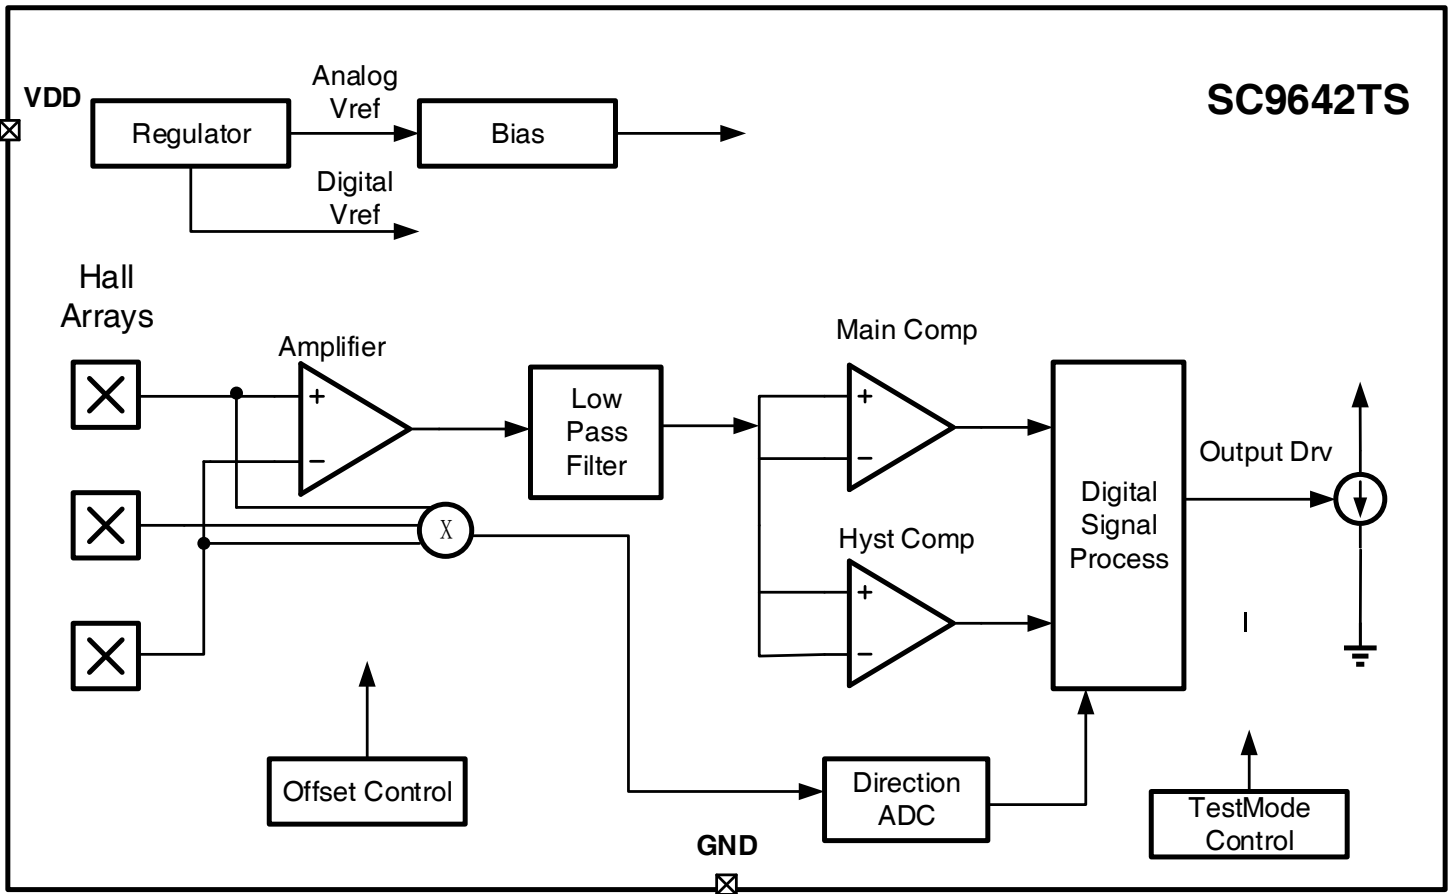 SC9642TS
VDD
Regulator
Analog
Vref
Bias
Digital
Vref
Hall
Arrays
Amplifier
+
−
Low
Pass
Filter
X
Main Comp
+
−
Hyst Comp
+
−
Digital
Signal
Process
Output Drv
Offset Control
Direction
ADC
TestMode
Control
GND